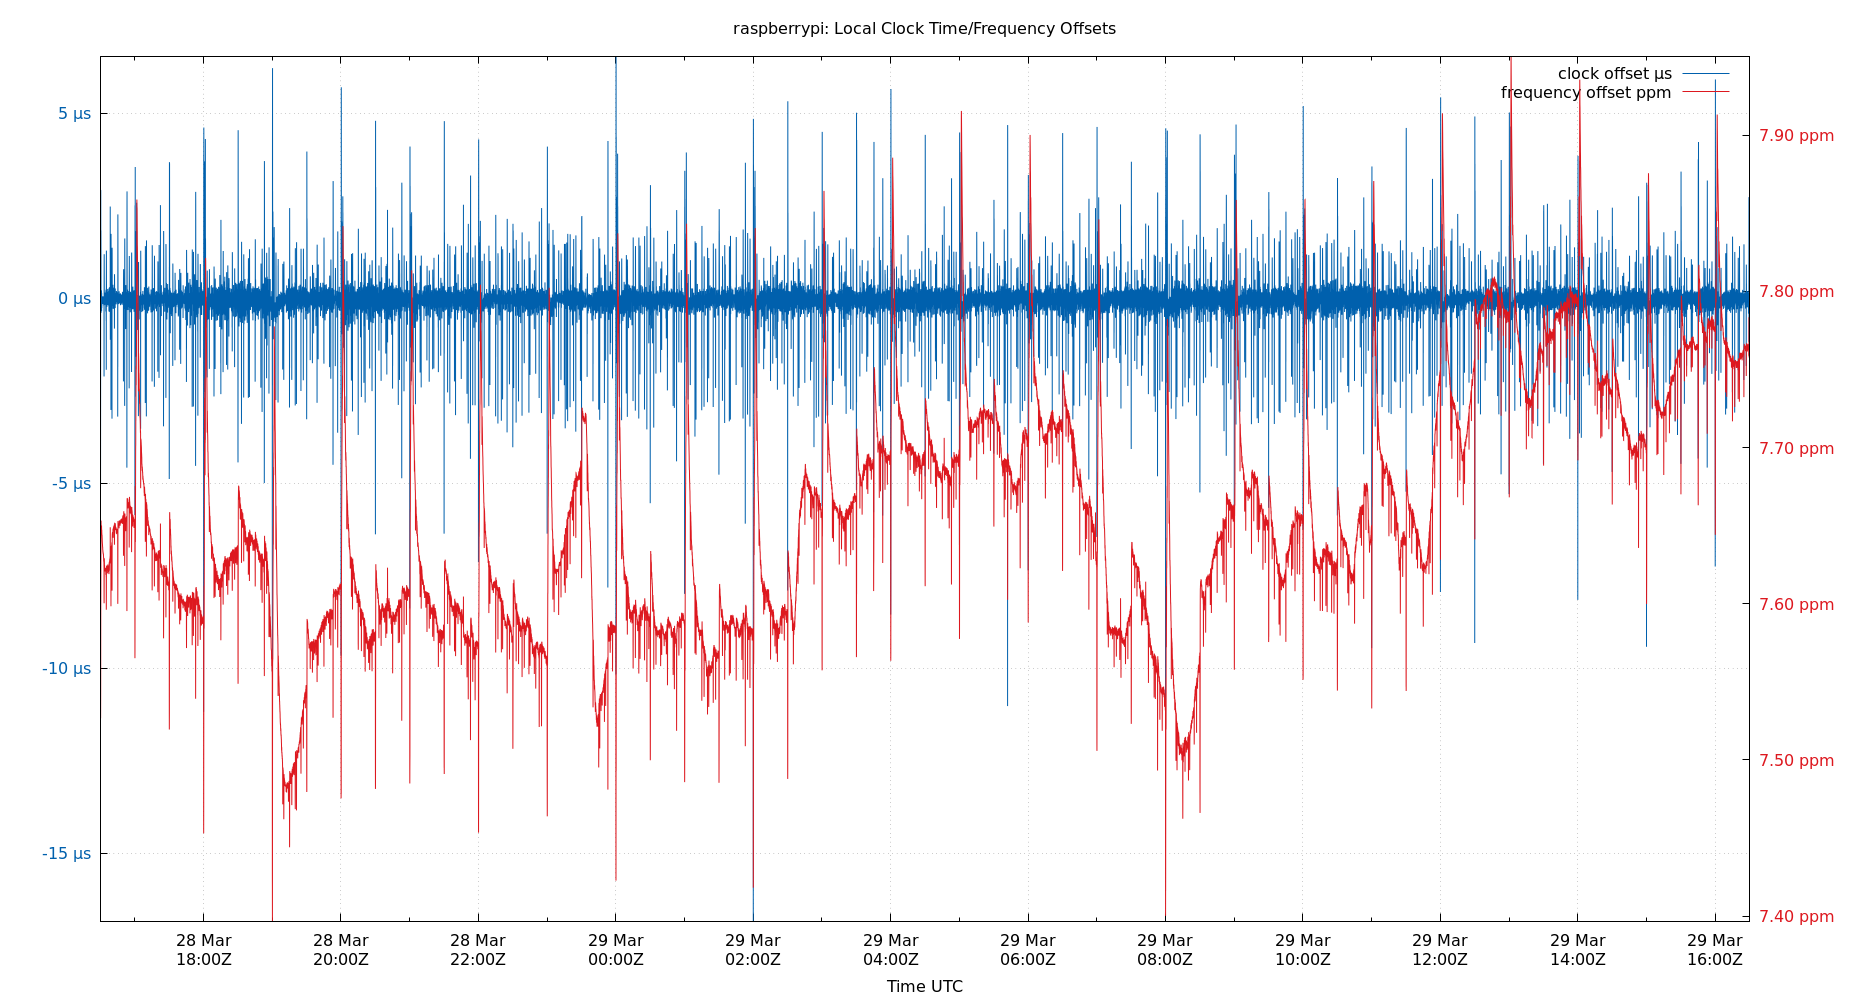 raspberrypi: Local Clock Time/Frequency Offsets
clock offset µs
frequency offset ppm
5 µs
0 µs
-5 µs
-10 µs
-15 µs
7.90 ppm
7.80 ppm
7.70 ppm
7.60 ppm
7.50 ppm
7.40 ppm
28 Mar 28 Mar 28 Mar 29 Mar 29 Mar 29 Mar 29 Mar 29 Mar 29 Mar 29 Mar 29 Mar 29 Mar
18:00Z 20:00Z 22:00Z 00:00Z 02:00Z 04:00Z 06:00Z 08:00Z 10:00Z 12:00Z 14:00Z 16:00Z
Time UTC